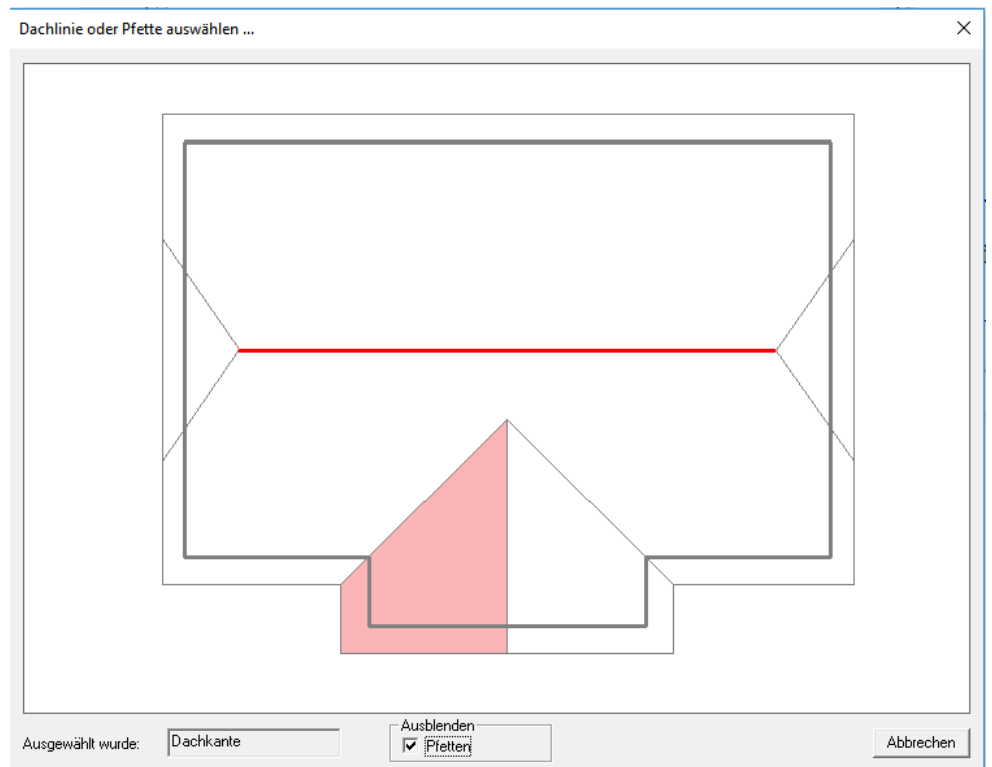 Dachlinie oder Pfette auswählen ...
Ausgewählt wurde:
Dachkante
Ausblenden
Pfetten
Abbrechen